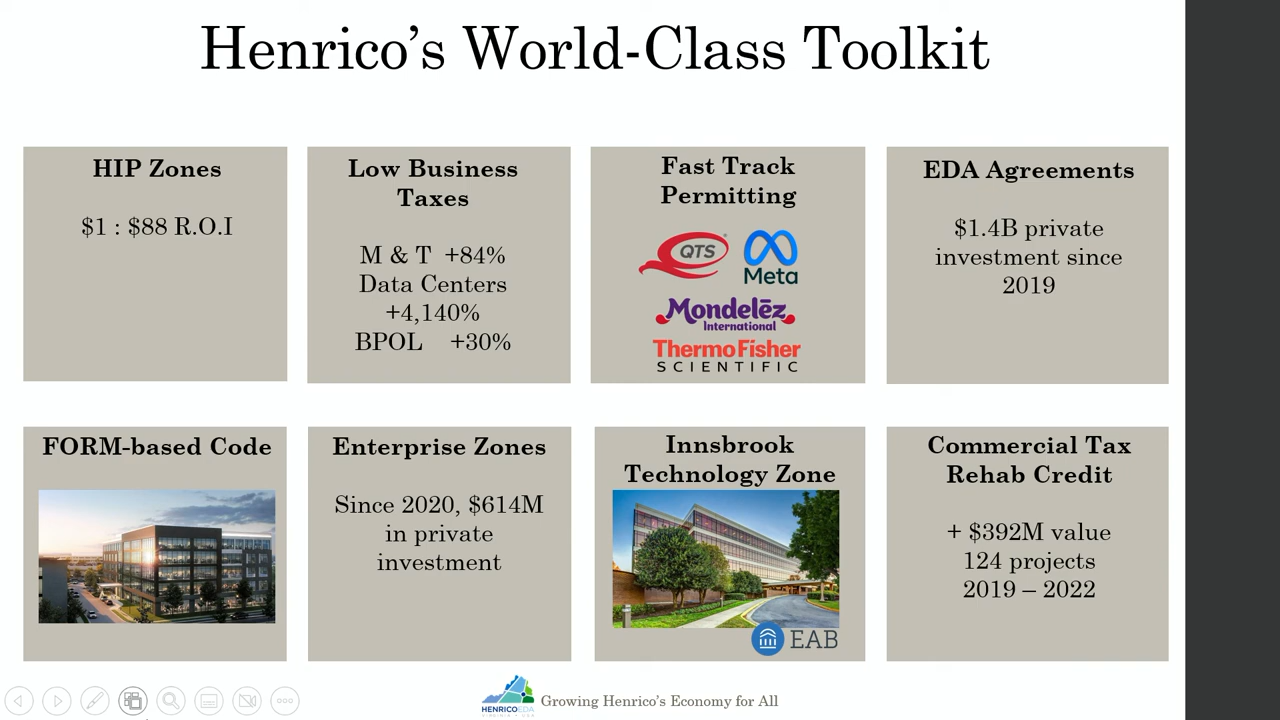 Henrico’s World-Class Toolkit
HIP Zones
$1 : $88 R.O.I
Low Business
Taxes
M & T +84%
Data Centers
+4,140%
BPOL +30%
Fast Track
Permitting
QTS
Meta
Mondelēz
International
ThermoFisher
SCIENTIFIC
EDA Agreements
$1.4B private
investment since
2019
FORM-based Code
Enterprise Zones
Since 2020, $614M
in private
investment
Innsbrook
Technology Zone
EAB
Commercial Tax
Rehab Credit
+ $392M value
124 projects
2019 – 2022
HENRICOEDA
Growing Henrico’s Economy for All